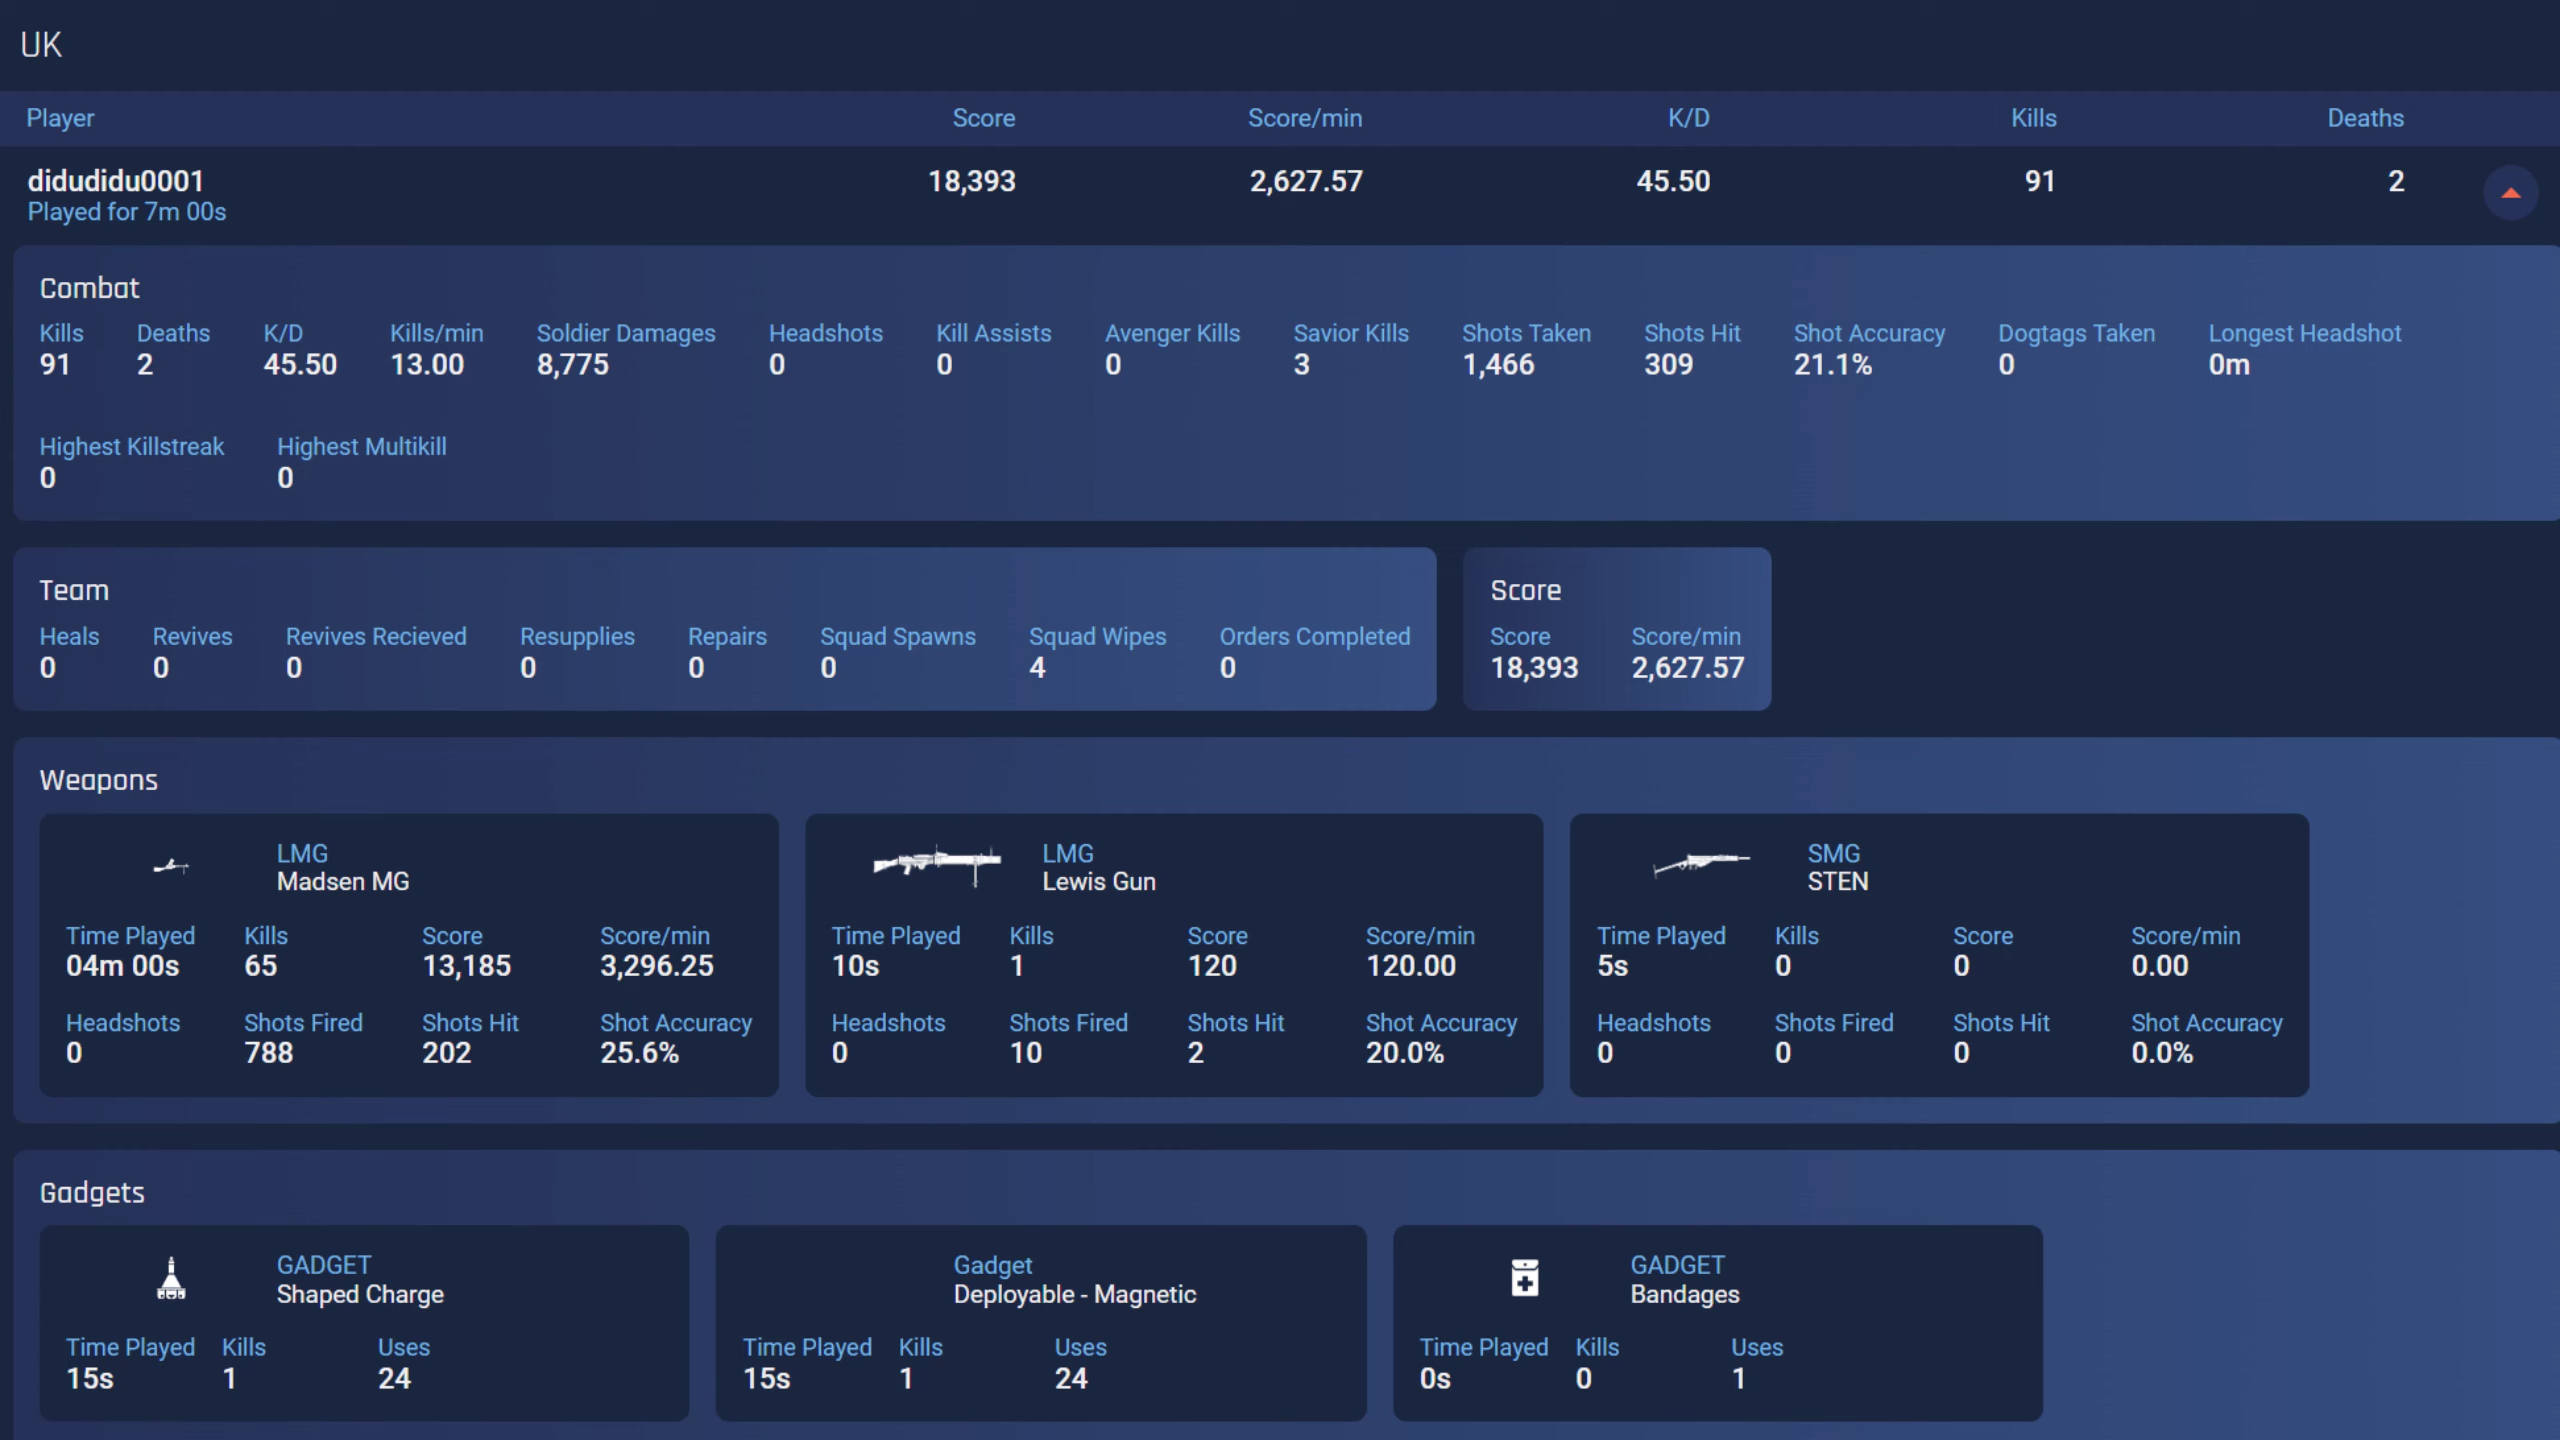 UK
Player Score Score/min K/D Kills Deaths
didudidu0001 18,393 2,627.57 45.50 91 2
Played for 7m 00s
Combat
Kills Deaths K/D Kills/min Soldier Damages Headshots Kill Assists Avenger Kills Savior Kills Shots Taken Shots Hit Shot Accuracy Dogtags Taken Longest Headshot
91 2 45.50 13.00 8,775 0 0 0 3 1,466 309 21.1% 0 0m
Highest Killstreak Highest Multikill
0 0
Team
Heals Revives Revives Recieved Resupplies Repairs Squad Spawns Squad Wipes Orders Completed
0 0 0 0 0 0 4 0
Score
Score Score/min
18,393 2,627.57
Weapons
LMG
Madsen MG
Time Played Kills Score Score/min
04m 00s 65 13,185 3,296.25
Headshots Shots Fired Shots Hit Shot Accuracy
0 788 202 25.6%
LMG
Lewis Gun
Time Played Kills Score Score/min
10s 1 120 120.00
Headshots Shots Fired Shots Hit Shot Accuracy
0 10 2 20.0%
SMG
STEN
Time Played Kills Score Score/min
5s 0 0 0.00
Headshots Shots Fired Shots Hit Shot Accuracy
0 0 0 0.0%
Gadgets
GADGET
Shaped Charge
Time Played Kills Uses
15s 1 24
Gadget
Deployable - Magnetic
Time Played Kills Uses
15s 1 24
GADGET
Bandages
Time Played Kills Uses
0s 0 1